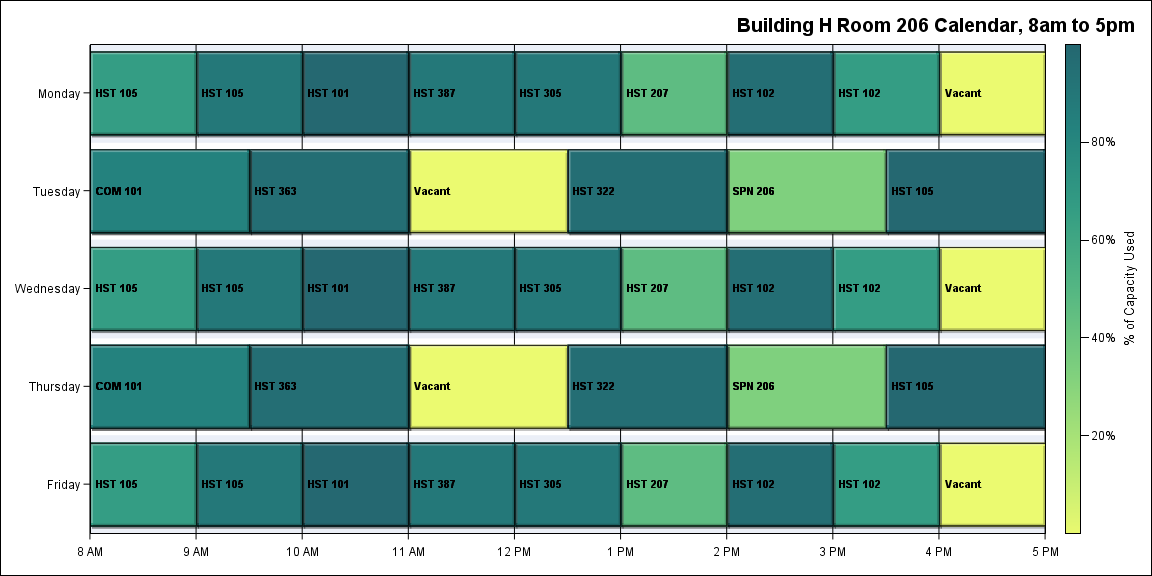 Building H Room 206 Calendar, 8am to 5pm
Monday HST 105 HST 105 HST 101 HST 387 HST 305 HST 207 HST 102 HST 102 Vacant
80%
Tuesday COM 101 HST 363 Vacant HST 322 SPN 206 HST 105
60%
% of Capacity Used
Wednesday HST 105 HST 105 HST 101 HST 387 HST 305 HST 207 HST 102 HST 102 Vacant
40%
Thursday COM 101 HST 363 Vacant HST 322 SPN 206 HST 105
20%
Friday HST 105 HST 105 HST 101 HST 387 HST 305 HST 207 HST 102 HST 102 Vacant
8 AM 9 AM 10 AM 11 AM 12 PM 1 PM 2 PM 3 PM 4 PM 5 PM